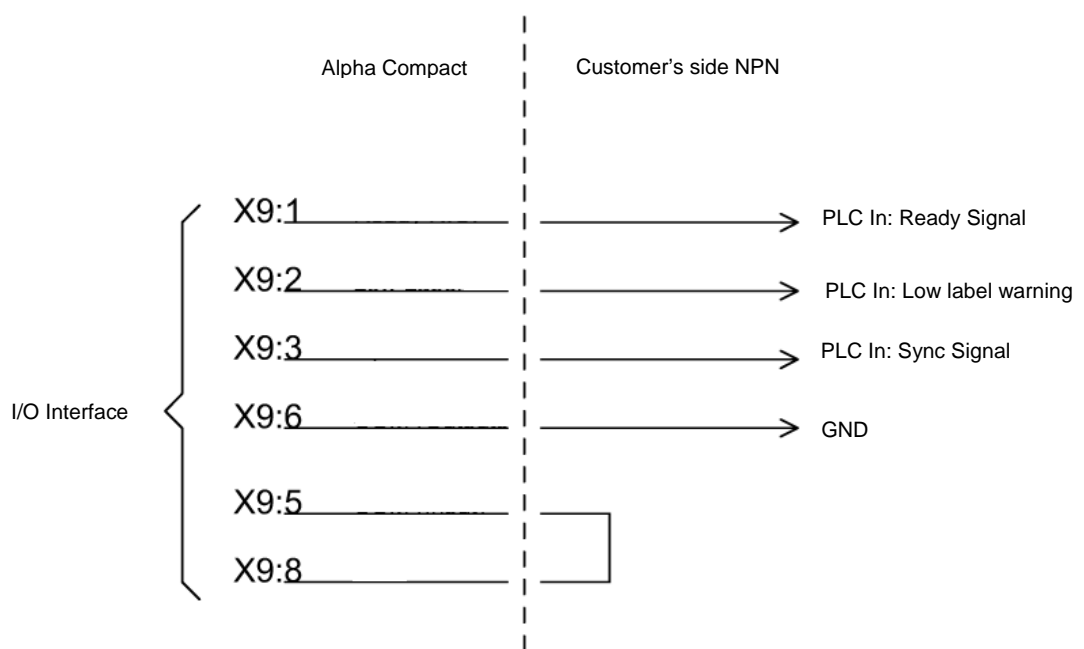 Alpha Compact
Customer's side NPN
X9:1
PLC In: Ready Signal
X9:2
PLC In: Low label warning
X9:3
PLC In: Sync Signal
I/O Interface
X9:6
GND
X9:5
X9:8